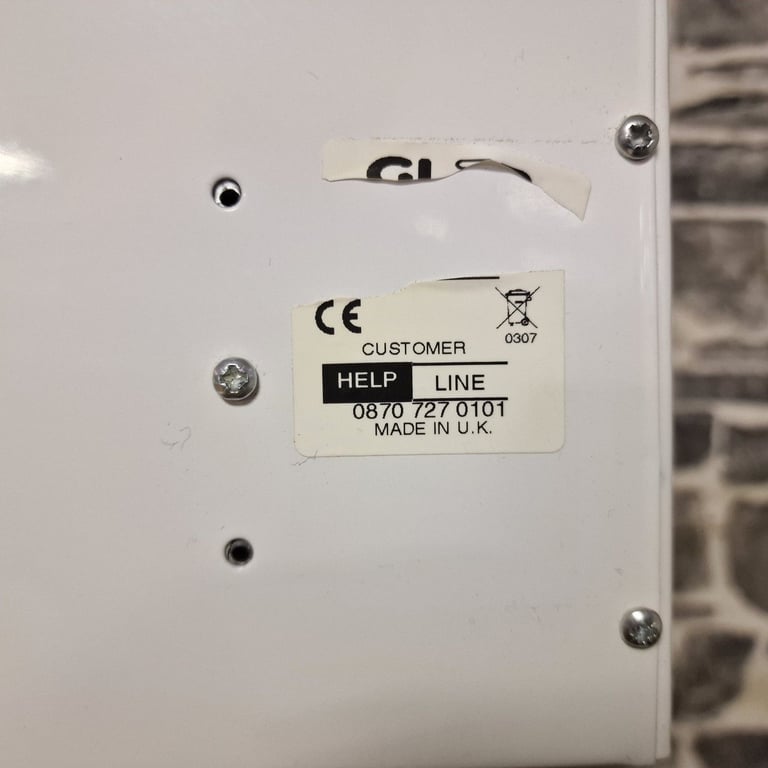 CE
0307
CUSTOMER
HELP LINE
0870 727 0101
MADE IN U.K.